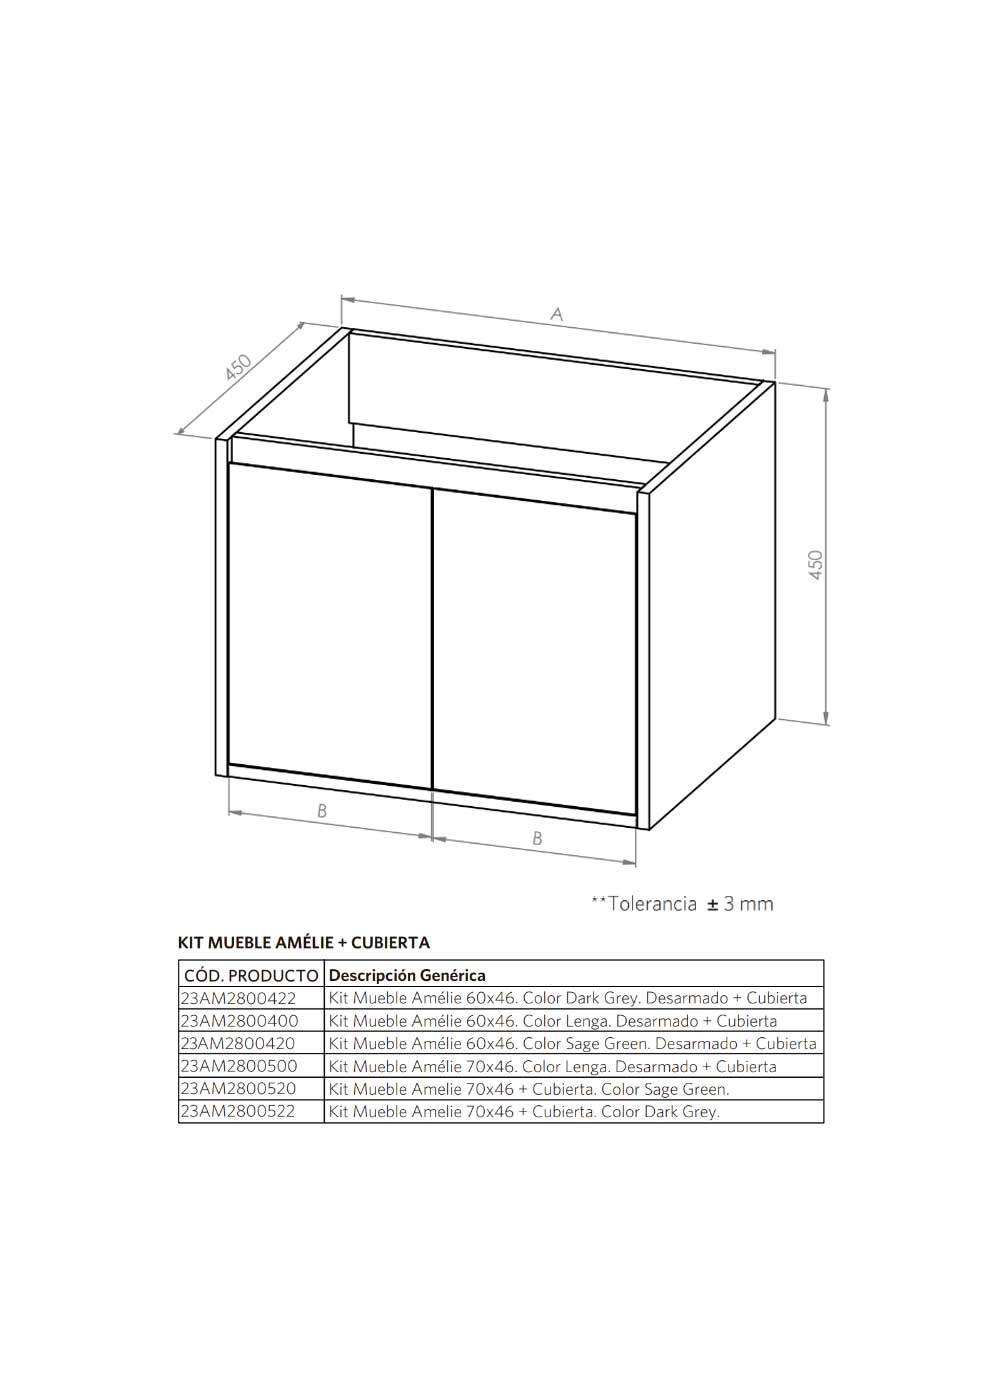 A
450
450
B
B
**Tolerancia ± 3 mm
KIT MUEBLE AMÉLIE + CUBIERTA
CÓD. PRODUCTO Descripción Genérica
23AM2800422 Kit Mueble Amélie 60x46. Color Dark Grey. Desarmado + Cubierta
23AM2800400 Kit Mueble Amélie 60x46. Color Lenga. Desarmado + Cubierta
23AM2800420 Kit Mueble Amélie 60x46. Color Sage Green. Desarmado + Cubierta
23AM2800500 Kit Mueble Amélie 70x46. Color Lenga. Desarmado + Cubierta
23AM2800520 Kit Mueble Amélie 70x46 + Cubierta. Color Sage Green.
23AM2800522 Kit Mueble Amelie 70x46 + Cubierta. Color Dark Grey.